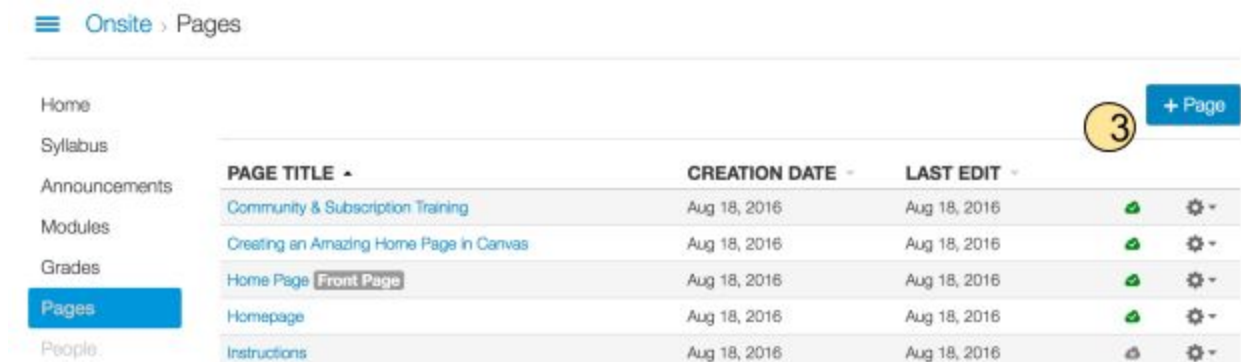 Onsite › Pages
Home
Syllabus
Announcements
Modules
Grades
Pages
People
3
+ Page
PAGE TITLE CREATION DATE LAST EDIT
Community & Subscription Training Aug 18, 2016 Aug 18, 2016
Creating an Amazing Home Page in Canvas Aug 18, 2016 Aug 18, 2016
Home Page Front Page Aug 18, 2016 Aug 18, 2016
Homepage Aug 18, 2016 Aug 18, 2016
Instructions Aug 18, 2016 Aug 18, 2016